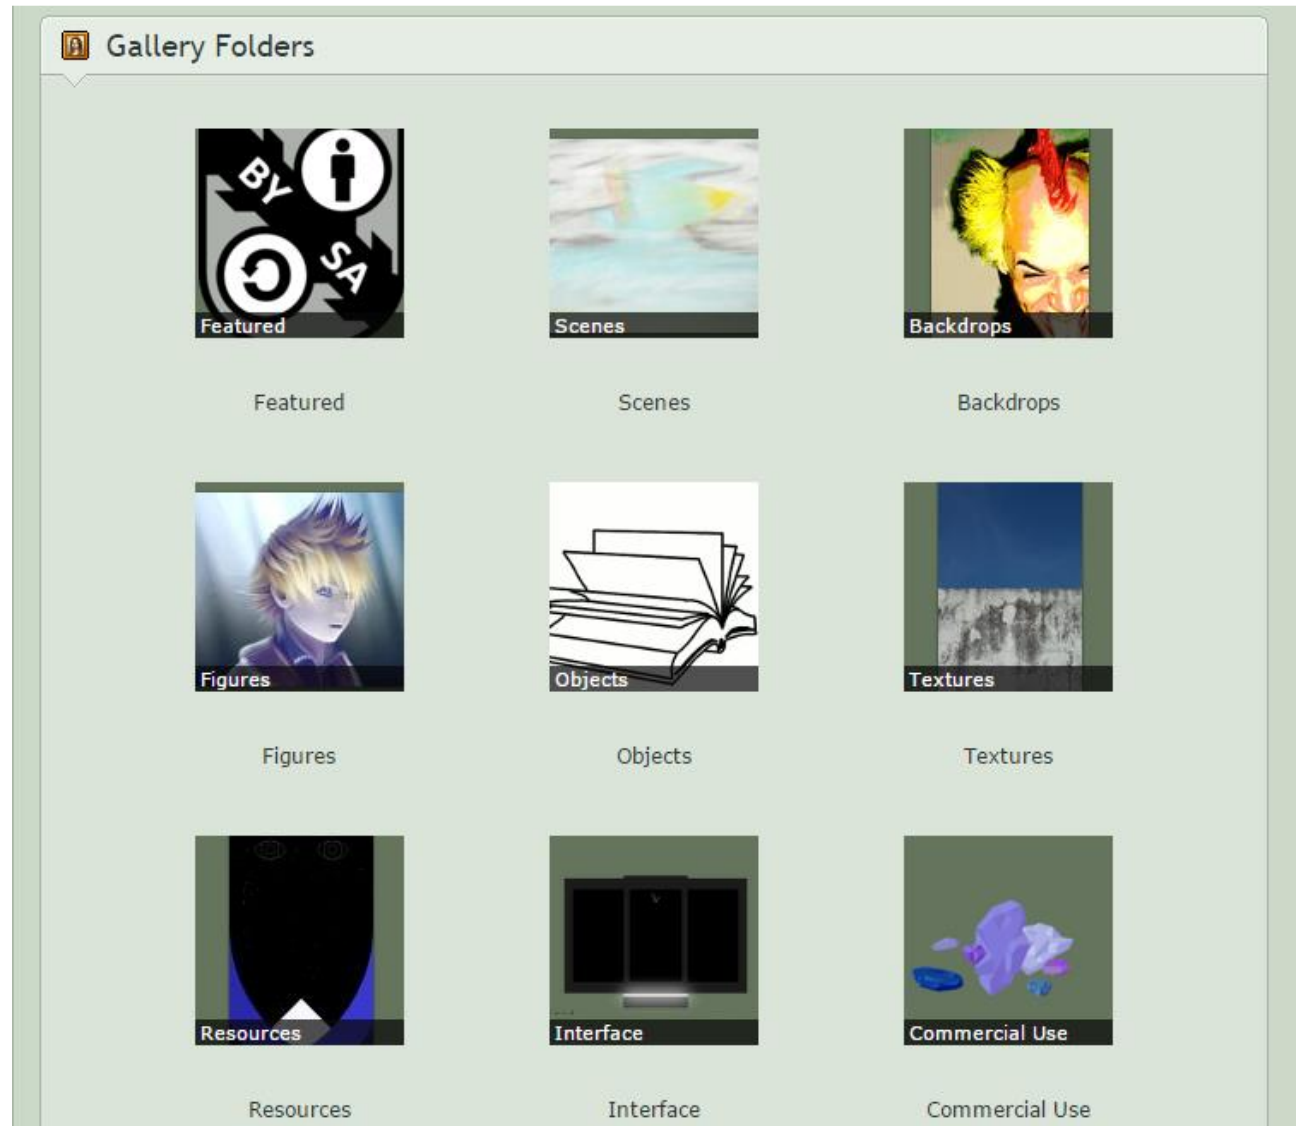 Gallery Folders
BY
SA
Featured
Scenes
Backdrops
Featured
Scenes
Backdrops
Figures
Objects
Textures
Figures
Objects
Textures
Resources
Interface
Commercial Use
Resources
Interface
Commercial Use